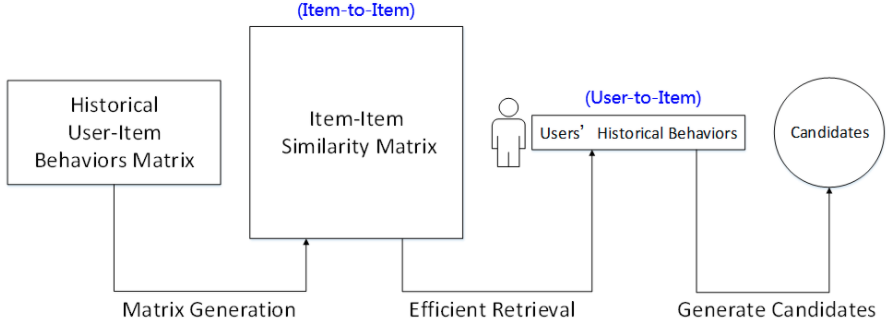 (Item-to-Item)
Historical
User-Item
Behaviors Matrix
Item-Item
Similarity Matrix
(User-to-Item)
Users’ Historical Behaviors
Candidates
Matrix Generation
Efficient Retrieval
Generate Candidates